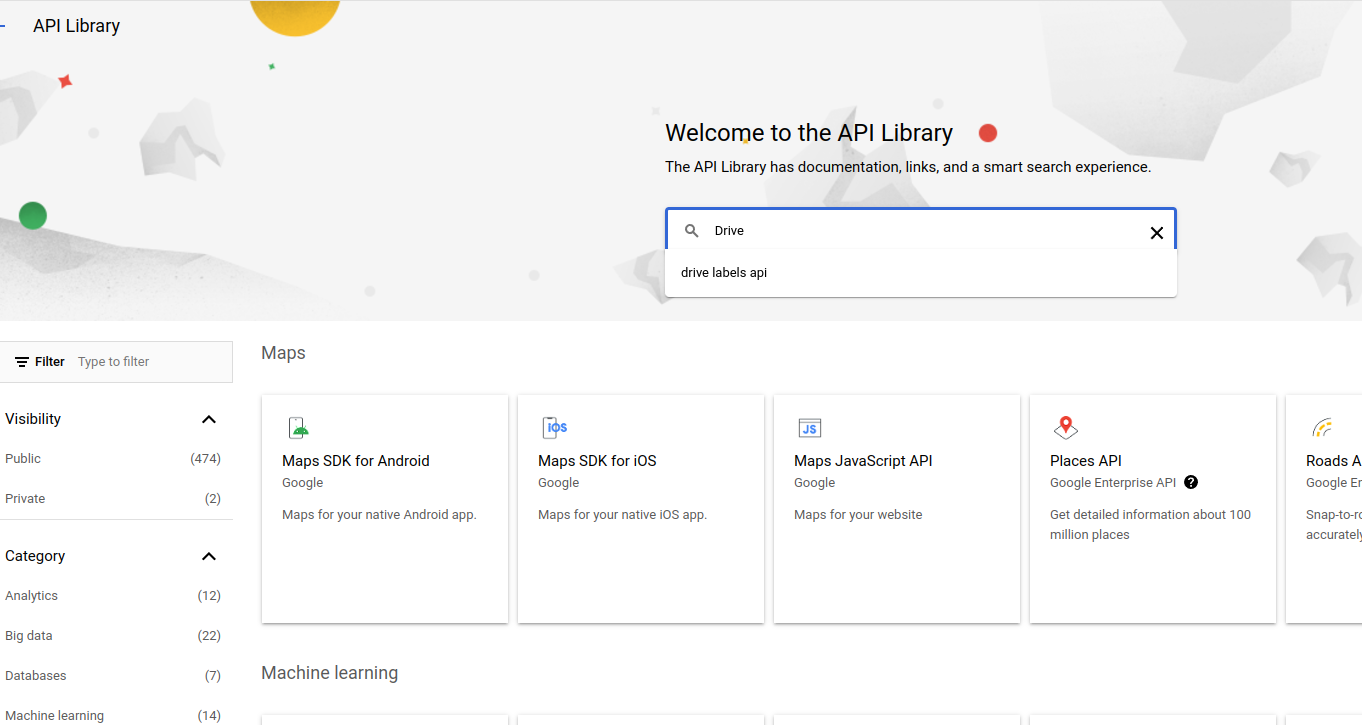 API Library
Welcome to the API Library
The API Library has documentation, links, and a smart search experience.
Drive
drive labels api
Filter Type to filter
Visibility
Public (474)
Private (2)
Category
Analytics (12)
Big data (22)
Databases (7)
Machine learning (14)
Maps
Maps SDK for Android
Google
Maps for your native Android app.
iOS
Maps SDK for iOS
Google
Maps for your native iOS app.
JS
Maps JavaScript API
Google
Maps for your website
Places API
Google Enterprise API ?
Get detailed information about 100
million places
Roads A
Google En
Snap-to-ro
accurately
Machine learning